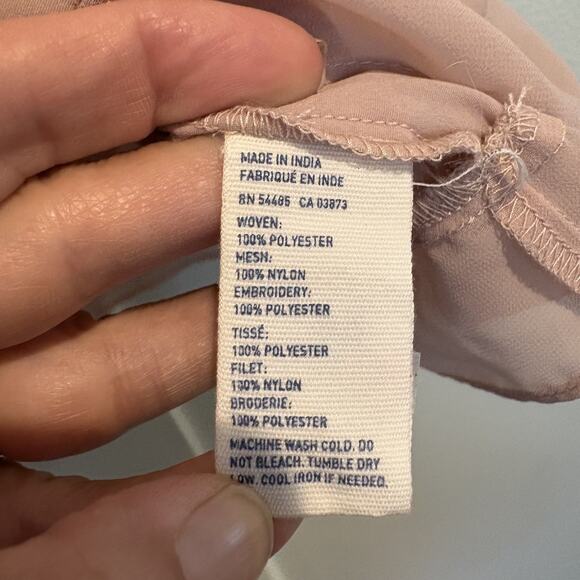 MADE IN INDIA
FABRIQUÉ EN INDE
RN 54485 CA 03873
WOVEN:
100% POLYESTER
MESH:
100% NYLON
EMBROIDERY:
100% POLYESTER
TISSÉ:
100% POLYESTER
FILET:
100% NYLON
BRODERIE:
100% POLYESTER
MACHINE WASH COLD. DO
NOT BLEACH. TUMBLE DRY
LOW. COOL IRON IF NEEDED.